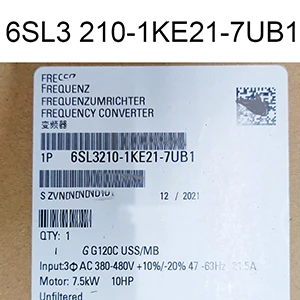 6SL3 210-1KE21-7UB1
FREQUENZ
FREQUENZUMRICHTER
FREQUENCY CONVERTER
变频器
1P 6SL3210-1KE21-7UB1
12 / 2021
QTY: 1
G120C USS/MB
Input:3Φ AC 380-480V +10%/-20% 47 -63Hz
Motor: 7.5kW 10HP
Unfiltered